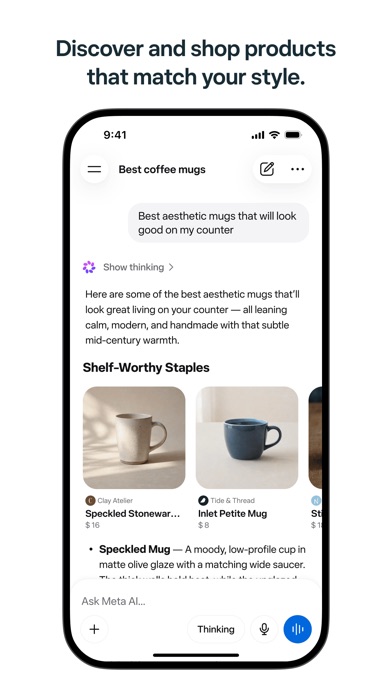 Discover and shop products
that match your style.
9:41
Best coffee mugs
Best aesthetic mugs that will look
good on my counter
Show thinking
Here are some of the best aesthetic mugs that'll
look great living on your counter — all leaning
calm, modern, and handmade with that subtle
mid-century warmth.
Shelf-Worthy Staples
C Clay Atelier
Speckled Stonewar...
$16
Tide & Thread
Inlet Petite Mug
$8
N
Sti
$1
• Speckled Mug — A moody, low-profile cup in
matte olive glaze with a matching wide saucer.
Ask Meta AI...
Thinking